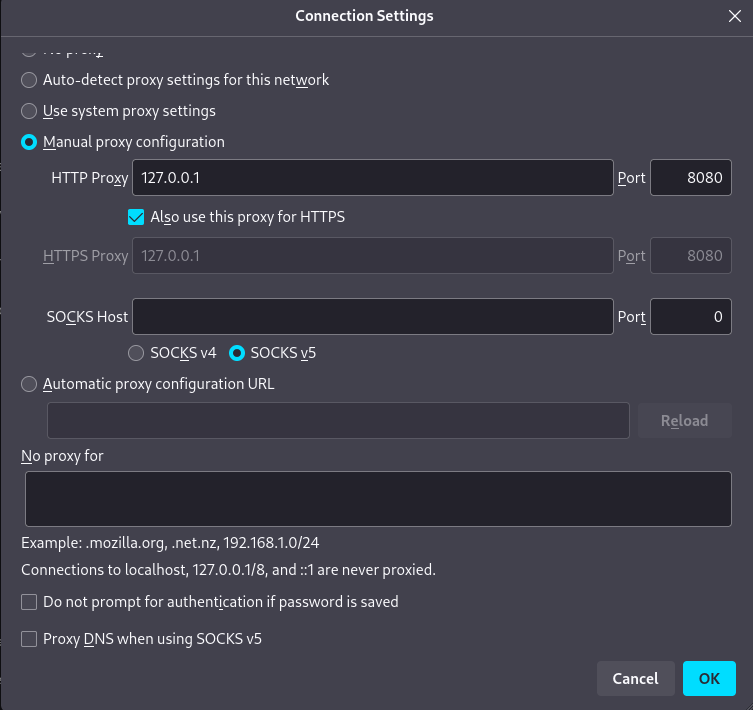 Connection Settings
No proxy
Auto-detect proxy settings for this network
Use system proxy settings
Manual proxy configuration
HTTP Proxy 127.0.0.1 Port 8080
Also use this proxy for HTTPS
HTTPS Proxy 127.0.0.1 Port 8080
SOCKS Host Port 0
SOCKS v4 SOCKS v5
Automatic proxy configuration URL
Reload
No proxy for
Example: .mozilla.org, .net.nz, 192.168.1.0/24
Connections to localhost, 127.0.0.1/8, and ::1 are never proxied.
Do not prompt for authentication if password is saved
Proxy DNS when using SOCKS v5
Cancel OK